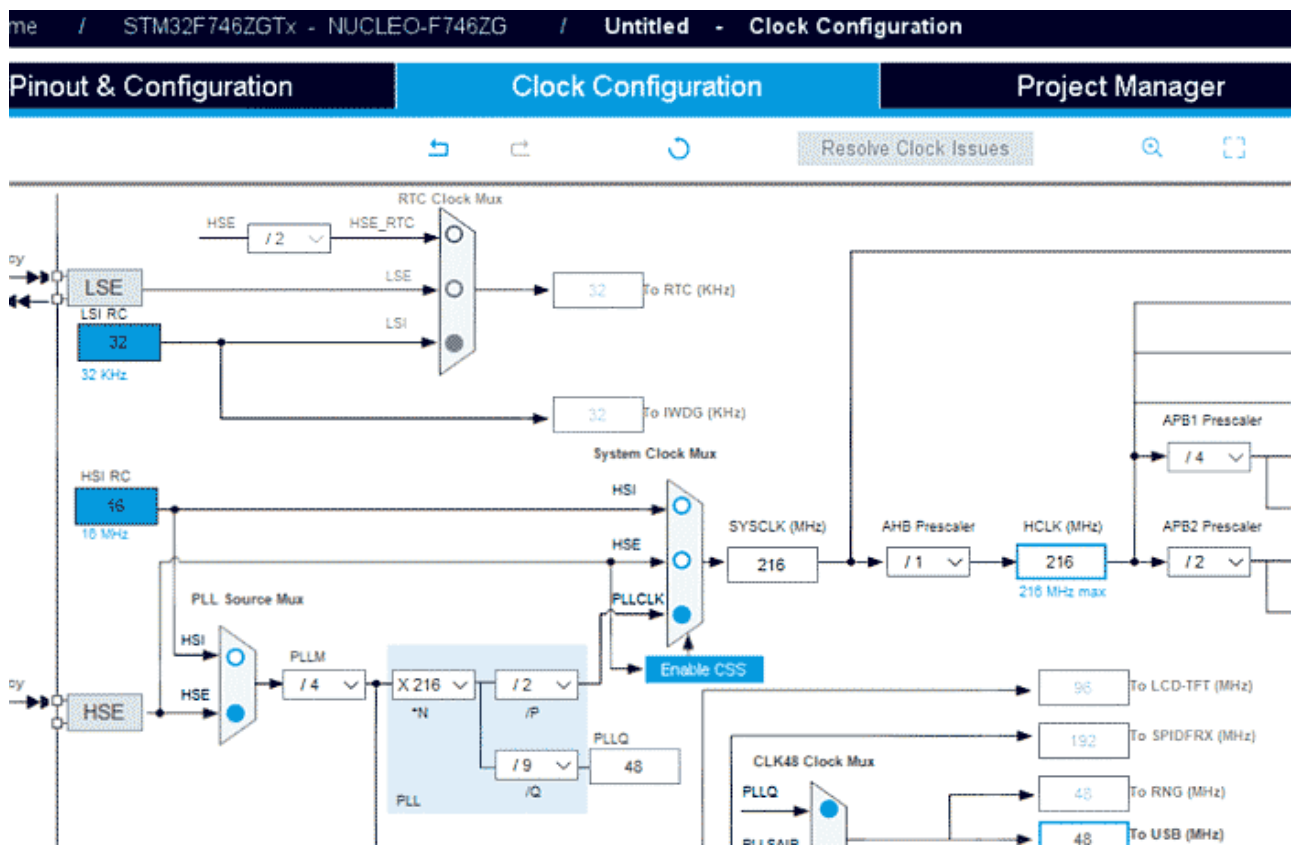 me / STM32F746ZGTx - NUCLEO-F746ZG / Untitled - Clock Configuration
Pinout & Configuration Clock Configuration Project Manager
Resolve Clock Issues
RTC Clock Mux
HSE / 2 HSE_RTC
cy
LSE LSE 32 To RTC (KHz)
LSI RC LSI
32
32 KHz
32 To IWDG (KHz)
APB1 Prescaler
System Clock Mux
/ 4
HSI RC HSI
16
16 MHz
SYSCLK (MHz) AHB Prescaler HCLK (MHz) APB2 Prescaler
HSE
216 / 1 216 / 2
216 MHz max
PLL Source Mux PLLCLK
HSI
PLLM Enable CSS
cy
HSE HSE / 4 X 216 / 2 96 To LCD-TFT (MHz)
*N /P
PLLQ 192 To SPIDFRX (MHz)
/ 9 48 CLK48 Clock Mux
/Q PLLQ 48 To RNG (MHz)
PLL
PLLSAIP 48 To USB (MHz)